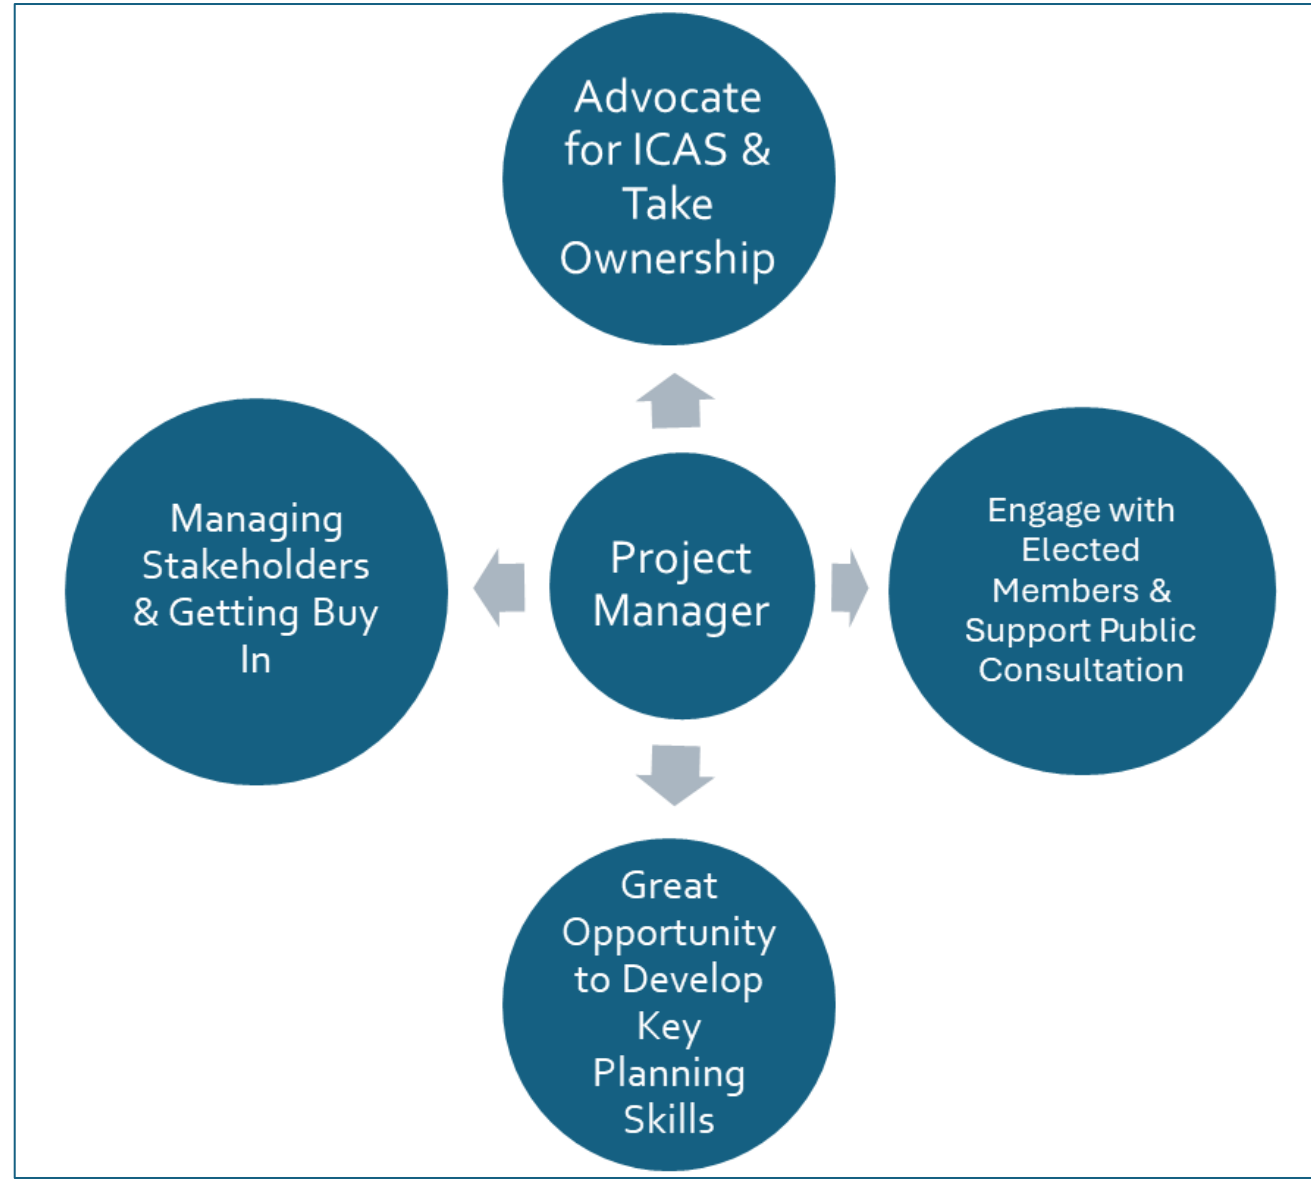 Advocate
for ICAS &
Take
Ownership
Managing
Stakeholders
& Getting Buy
In
Project
Manager
Engage with
Elected
Members &
Support Public
Consultation
Great
Opportunity
to Develop
Key
Planning
Skills